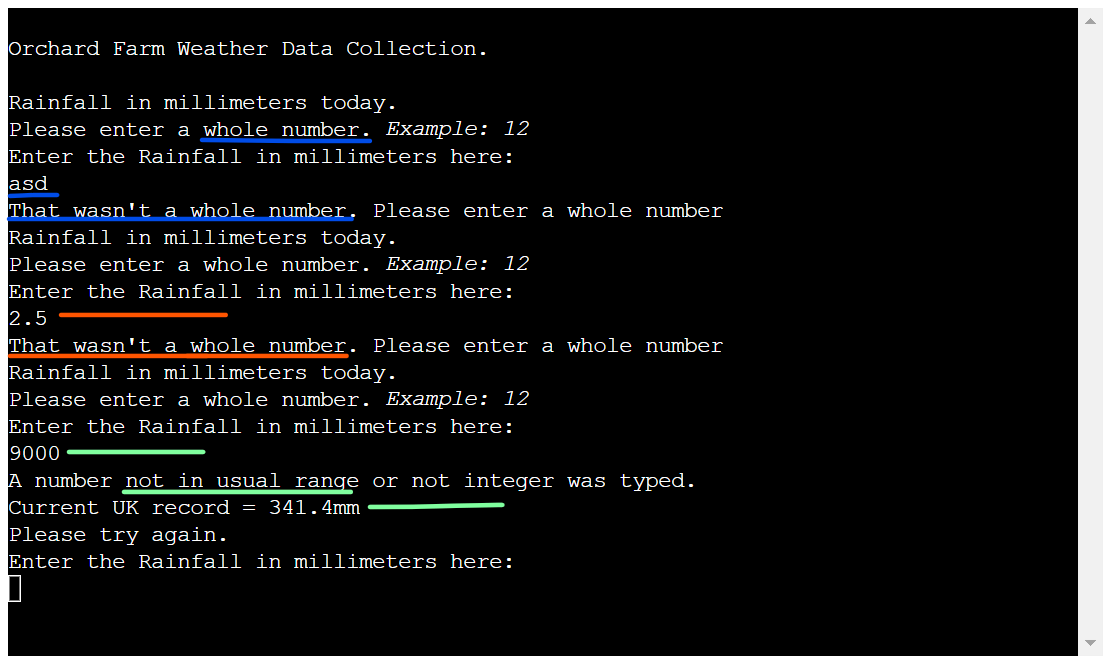 Orchard Farm Weather Data Collection.
Rainfall in millimeters today.
Please enter a whole number. Example: 12
Enter the Rainfall in millimeters here:
asd
That wasn't a whole number. Please enter a whole number
Rainfall in millimeters today.
Please enter a whole number. Example: 12
Enter the Rainfall in millimeters here:
2.5
That wasn't a whole number. Please enter a whole number
Rainfall in millimeters today.
Please enter a whole number. Example: 12
Enter the Rainfall in millimeters here:
9000
A number not in usual range or not integer was typed.
Current UK record = 341.4mm
Please try again.
Enter the Rainfall in millimeters here: